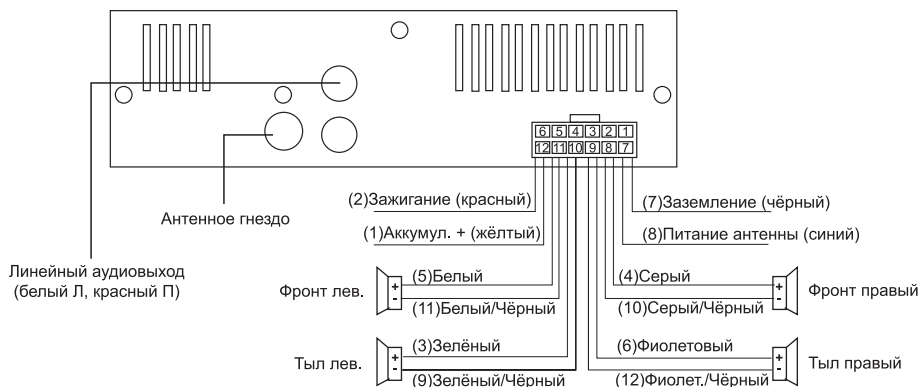 6 5 4 3 2 1
12 11 10 9 8 7
(2)Зажигание (красный)
(7)Заземление (чёрный)
Антенное гнездо
(1)Аккумул. + (жёлтый)
(8)Питание антенны (синий)
Линейный аудиовыход
(белый Л, красный П)
Фронт лев.
+
-
(5)Белый
(11)Белый/Чёрный
(4)Серый
(10)Серый/Чёрный
+
-
Фронт правый
Тыл лев.
+
-
(3)Зелёный
(9)Зелёный/Чёрный
(6)Фиолетовый
(12)Фиолет./Чёрный
+
-
Тыл правый